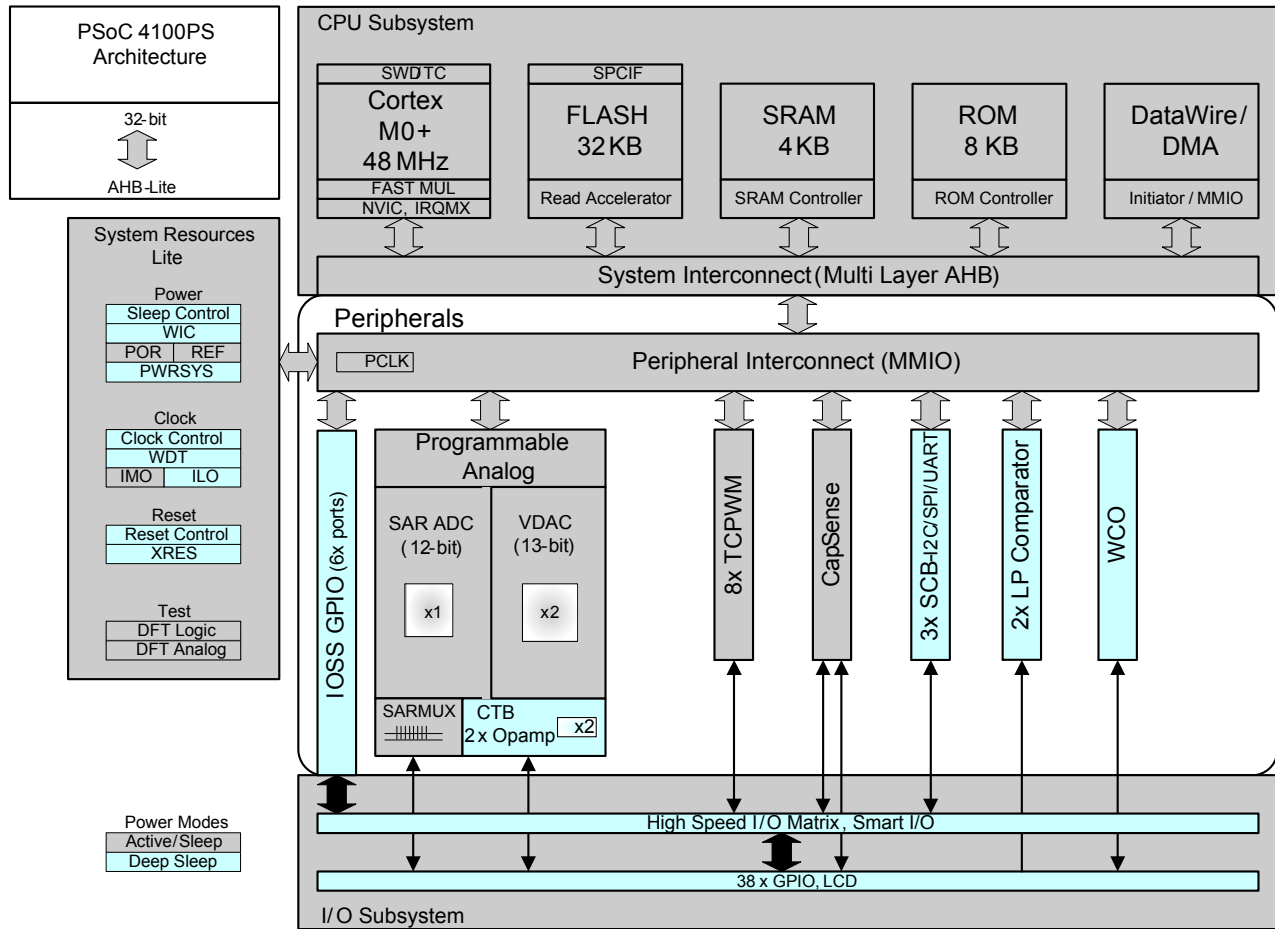 PSoC 4100PS
Architecture
32-bit
AHB-Lite
CPU Subsystem
SWD/TC
Cortex
M0+
48 MHz
FAST MUL
NVIC, IRQMX
SPCIF
FLASH
32 KB
Read Accelerator
SRAM
4 KB
SRAM Controller
ROM
8 KB
ROM Controller
DataWire/
DMA
Initiator / MMIO
System Interconnect (Multi Layer AHB)
System Resources
Lite
Power
Sleep Control
WIC
POR REF
PWRSYS
Clock
Clock Control
WDT
IMO ILO
Reset
Reset Control
XRES
Test
DFT Logic
DFT Analog
Peripherals
PCLK
Peripheral Interconnect (MMIO)
IOSS GPIO (6x ports)
Programmable
Analog
SAR ADC
(12-bit)
x1
VDAC
(13-bit)
x2
SARMUX
CTB
2 x Opamp x2
8x TCPWM
CapSense
3x SCB-I2C/SPI/UART
2x LP Comparator
WCO
Power Modes
Active/Sleep
Deep Sleep
High Speed I/O Matrix, Smart I/O
38 x GPIO, LCD
I/O Subsystem